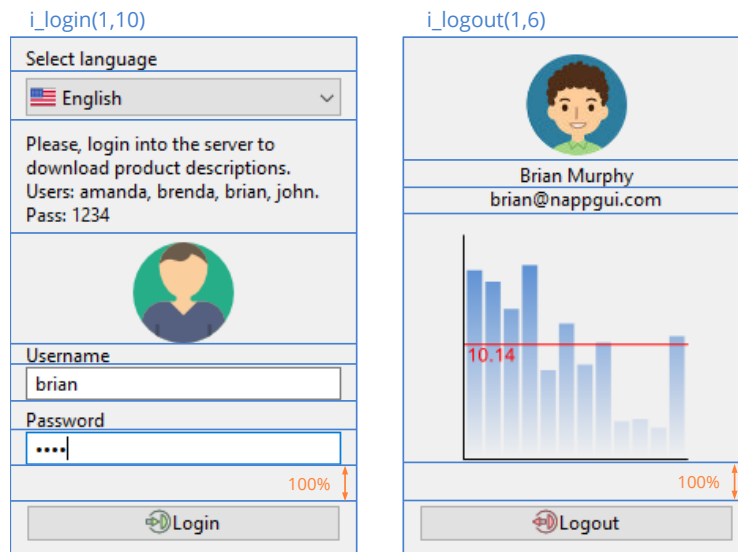 i_login(1,10)
Select language
English
Please, login into the server to
download product descriptions.
Users: amanda, brenda, brian, john.
Pass: 1234
Username
brian
Password
••••
100%
Login
i_logout(1,6)
Brian Murphy
brian@nappgui.com
10.14
100%
Logout